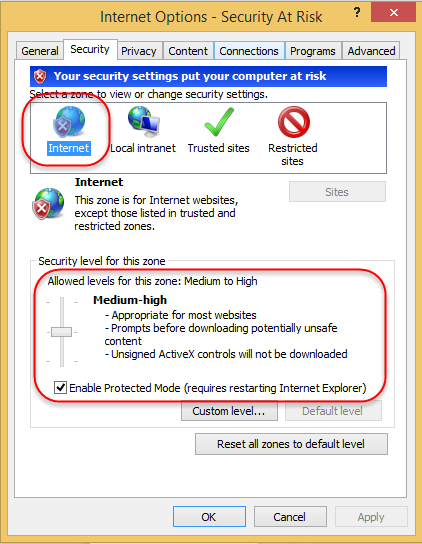 Internet Options - Security At Risk
?
×
General Security Privacy Content Connections Programs Advanced
Your security settings put your computer at risk
Select a zone to view or change security settings.
Internet Local intranet Trusted sites Restricted
sites
Internet
Sites
This zone is for Internet websites,
except those listed in trusted and
restricted zones.
Security level for this zone
Allowed levels for this zone: Medium to High
Medium-high
- Appropriate for most websites
- Prompts before downloading potentially unsafe
content
- Unsigned ActiveX controls will not be downloaded
Enable Protected Mode (requires restarting Internet Explorer)
Custom level... Default level
Reset all zones to default level
OK Cancel Apply